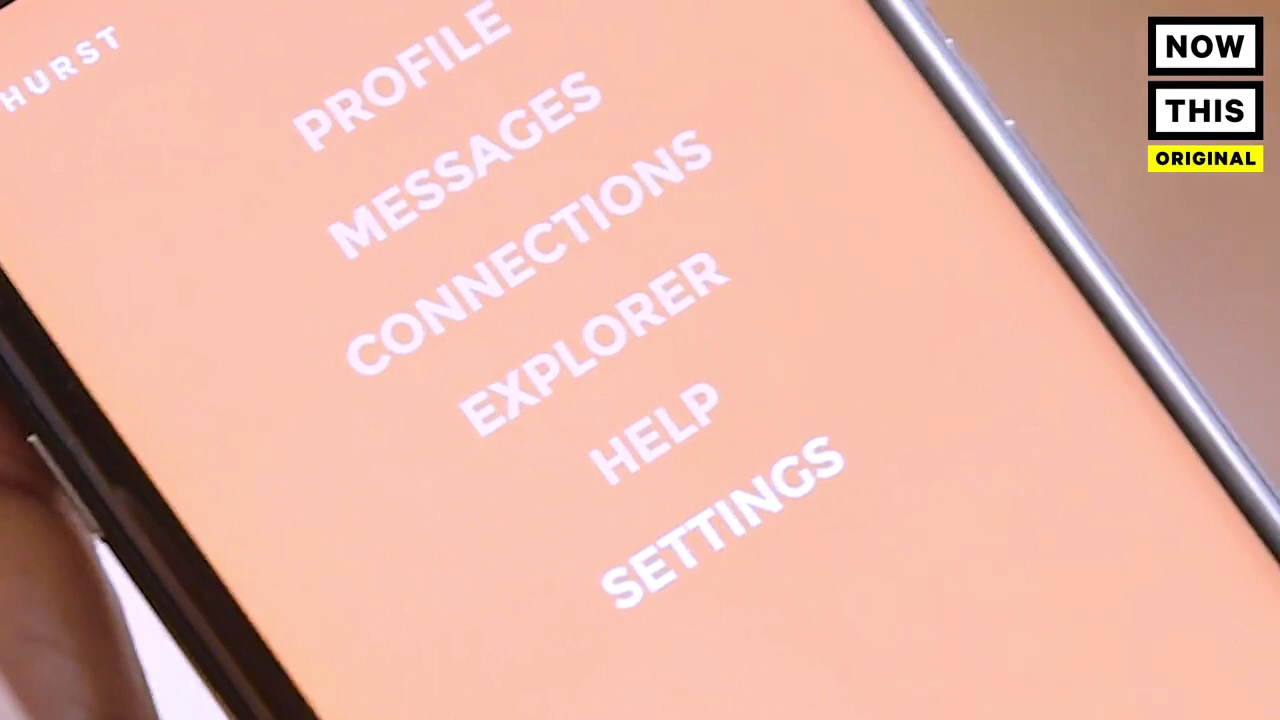 HURST
PROFILE
MESSAGES
CONNECTIONS
EXPLORER
HELP
SETTINGS
NOW
THIS
ORIGINAL